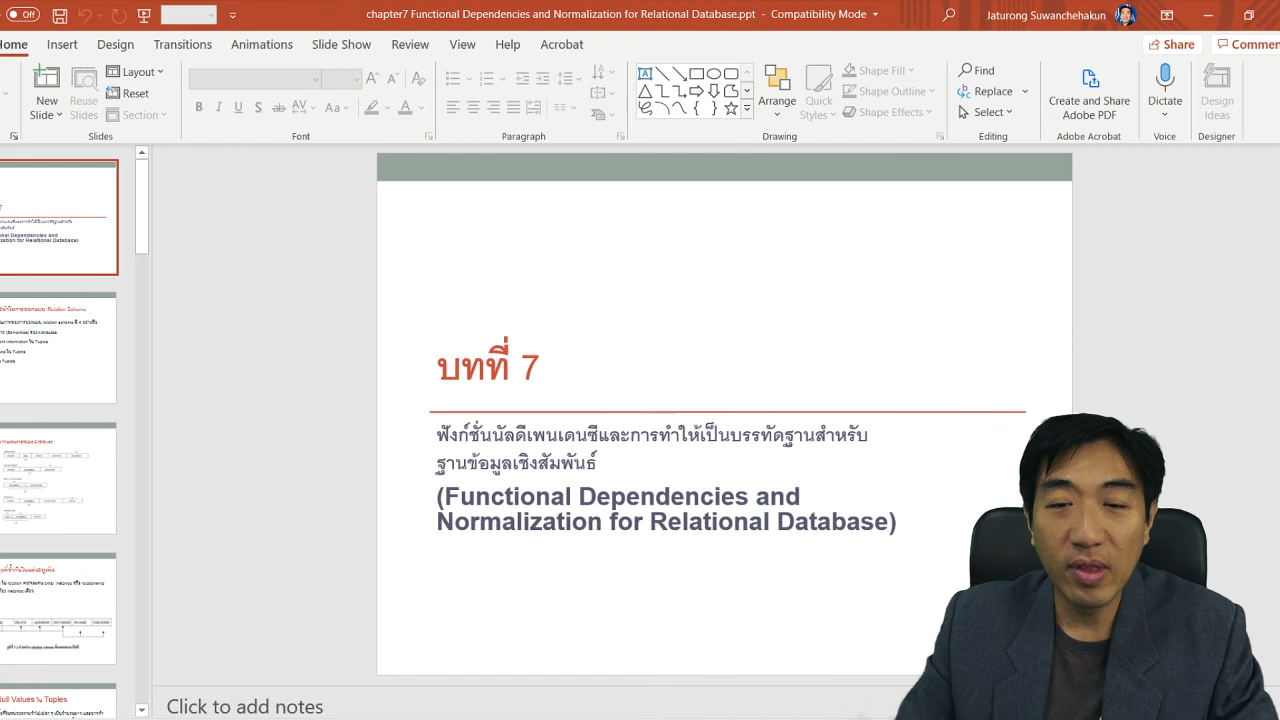 Off
chapter7 Functional Dependencies and Normalization for Relational Database.ppt - Compatibility Mode
Jaturong Suwanchehakun
Home Insert Design Transitions Animations Slide Show Review View Help Acrobat
Share
Commen
New Slide
Reuse Slides
Layout
Reset
Section
Slides
B I U S ab AV Aa A
Font
Paragraph
Arrange
Quick Styles
Shape Fill
Shape Outline
Shape Effects
Drawing
Find
Replace
Select
Editing
Create and Share Adobe PDF
Adobe Acrobat
Dictate
Voice
Design Ideas
Designer
บทที่ 7
ฟังก์ชั่นนัลดีเพนเดนซีและการทำให้เป็นบรรทัดฐานสำหรับ
ฐานข้อมูลเชิงสัมพันธ์
(Functional Dependencies and
Normalization for Relational Database)
Click to add notes